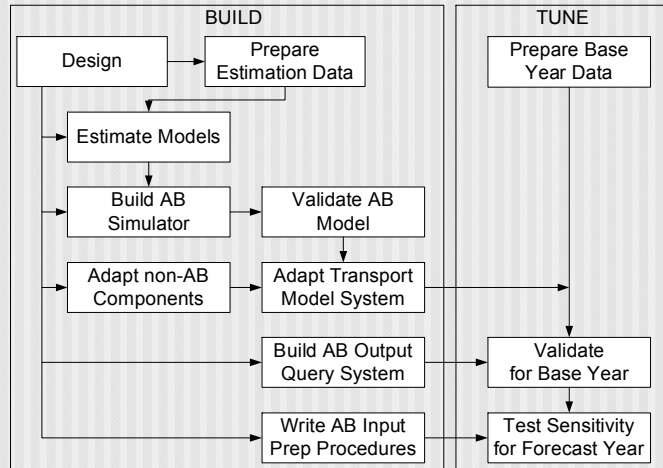 BUILD
TUNE
Design
Prepare
Estimation Data
Prepare Base
Year Data
Estimate Models
Build AB
Simulator
Validate AB
Model
Adapt non-AB
Components
Adapt Transport
Model System
Build AB Output
Query System
Validate
for Base Year
Write AB Input
Prep Procedures
Test Sensitivity
for Forecast Year